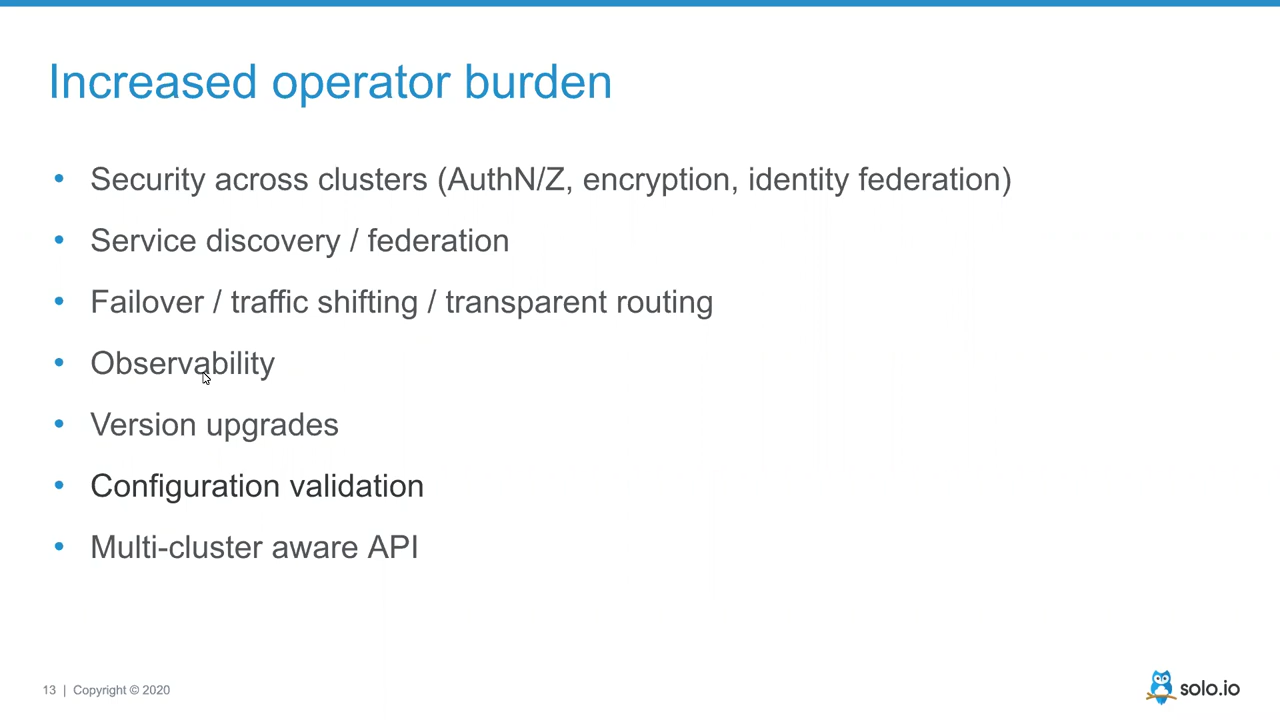 Increased operator burden
• Security across clusters (AuthN/Z, encryption, identity federation)
• Service discovery / federation
• Failover / traffic shifting / transparent routing
• Observability
• Version upgrades
• Configuration validation
• Multi-cluster aware API
13 | Copyright © 2020
solo.io